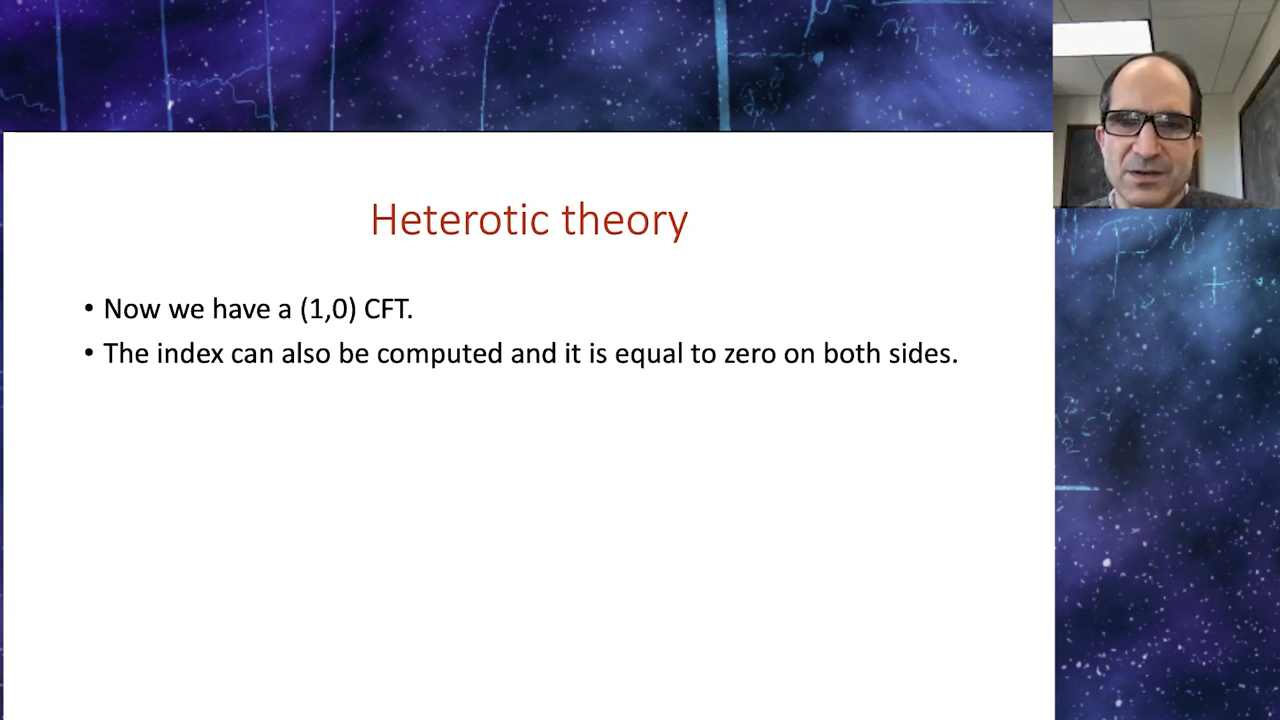 Heterotic theory
• Now we have a (1,0) CFT.
• The index can also be computed and it is equal to zero on both sides.